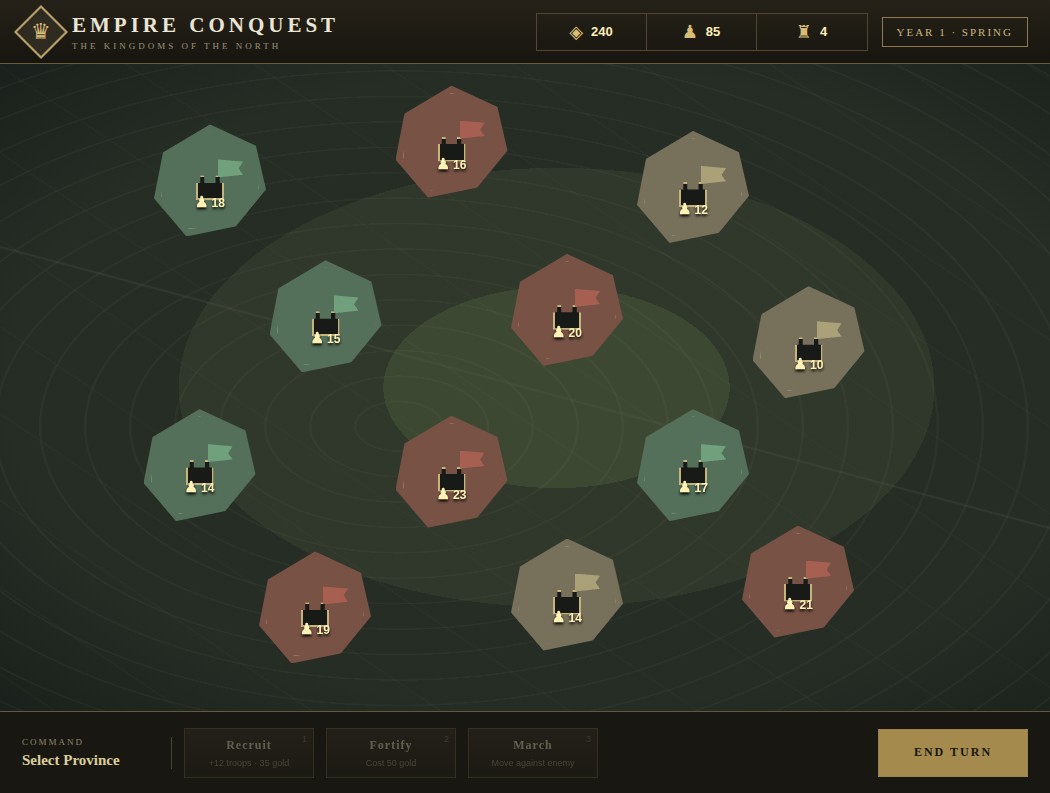 EMPIRE CONQUEST
THE KINGDOMS OF THE NORTH
240
85
4
YEAR 1 · SPRING
16
18
12
15
20
10
14
23
17
19
14
21
COMMAND
Select Province
Recruit
1
+12 troops · 35 gold
Fortify
2
Cost 50 gold
March
3
Move against enemy
END TURN